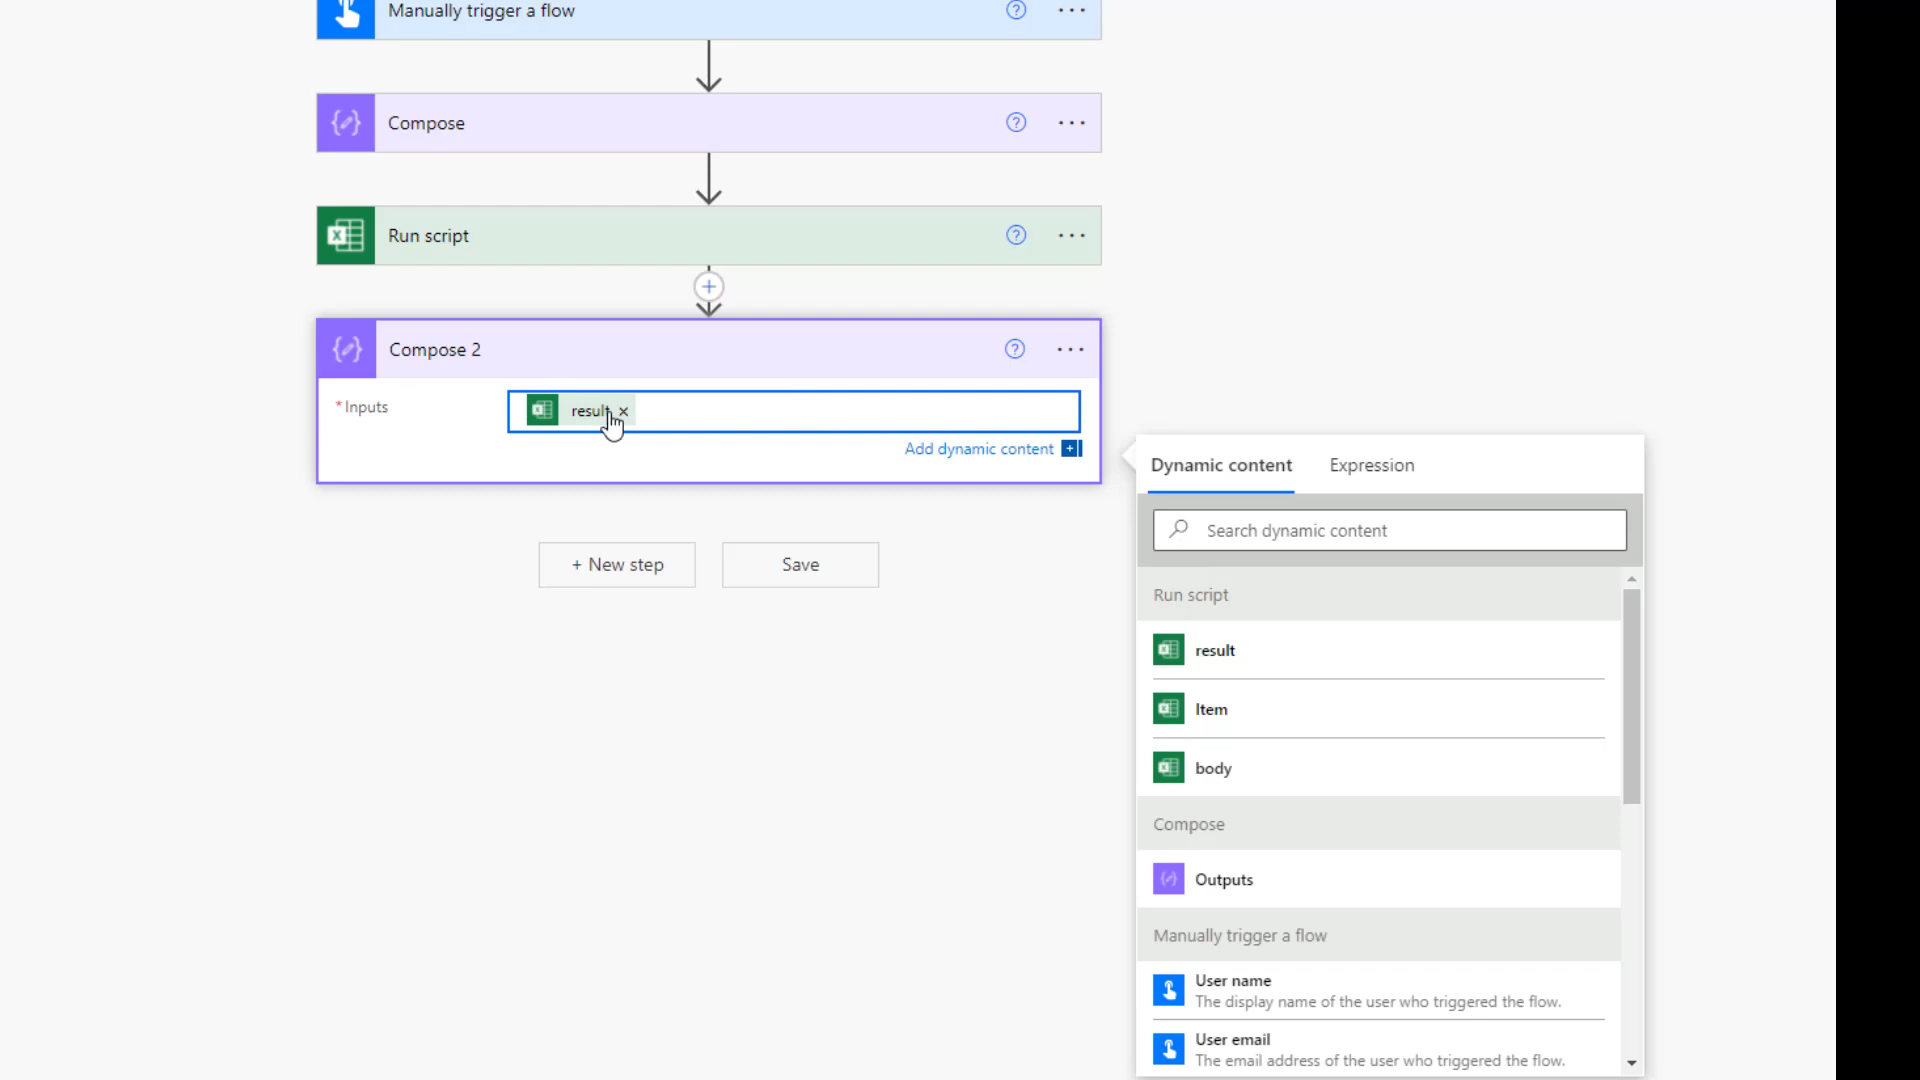 Manually trigger a flow
Compose
Run script
Compose 2
* Inputs
result
Add dynamic content
+ New step
Save
Dynamic content
Expression
Search dynamic content
Run script
result
Item
body
Compose
Outputs
Manually trigger a flow
User name
The display name of the user who triggered the flow.
User email
The email address of the user who triggered the flow.